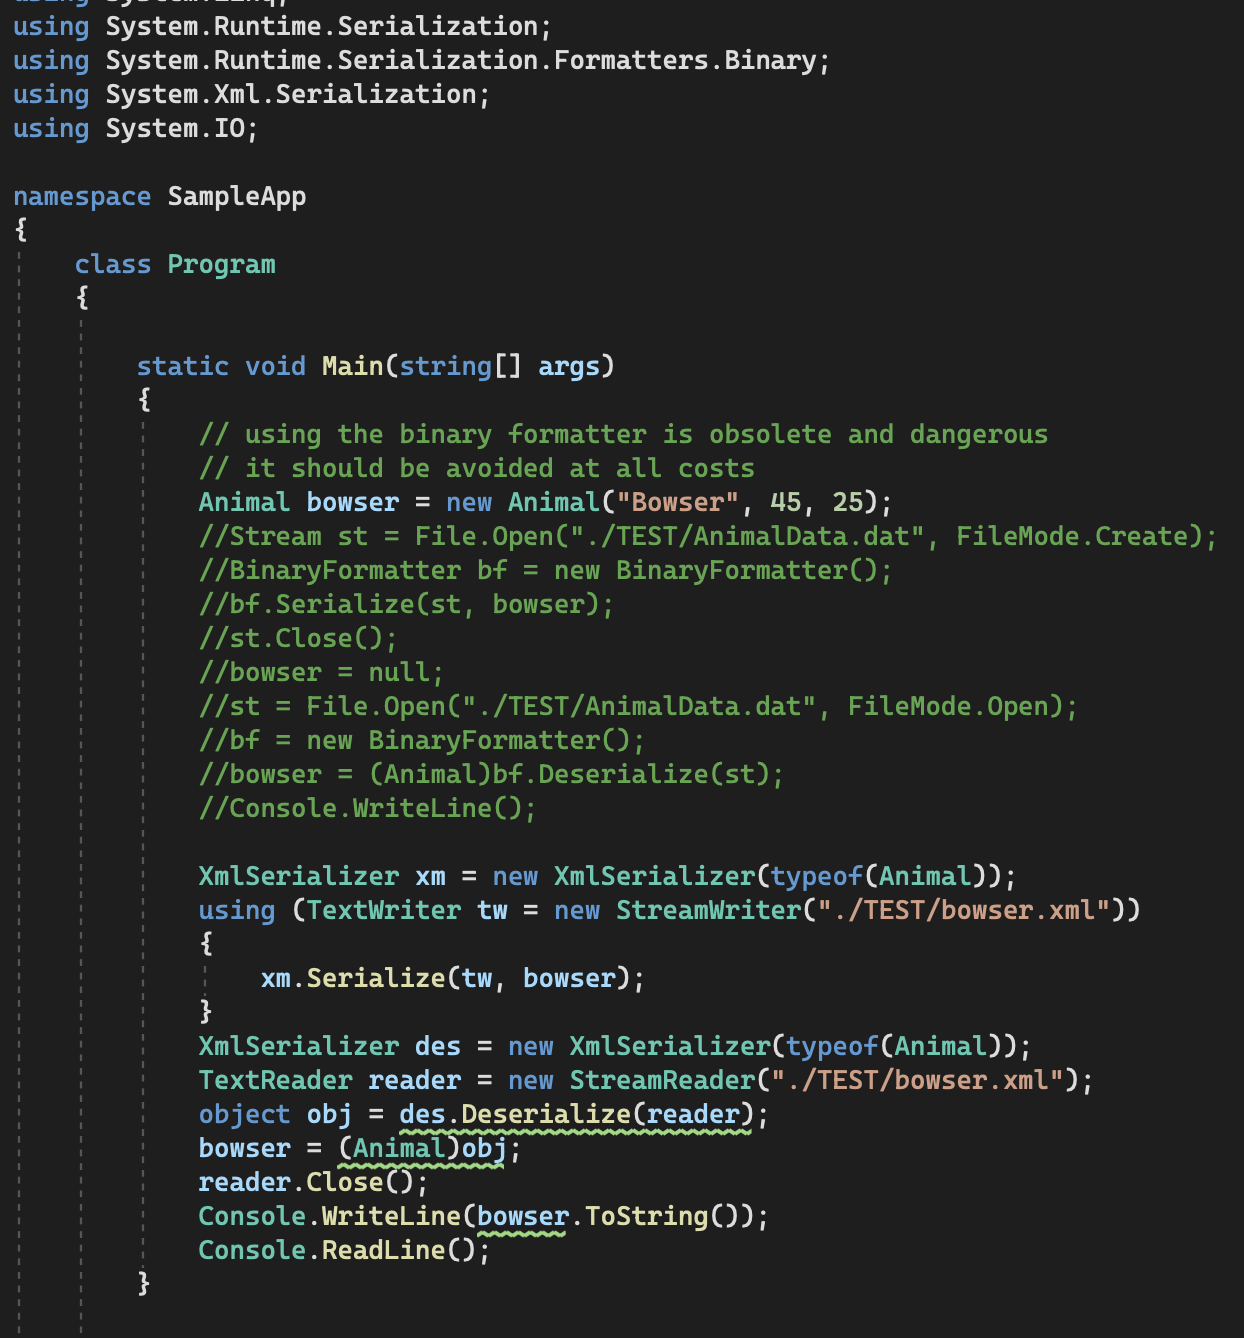 using System.Linq;
using System.Runtime.Serialization;
using System.Runtime.Serialization.Formatters.Binary;
using System.Xml.Serialization;
using System.IO;
namespace SampleApp
{
class Program
{
static void Main(string[] args)
{
// using the binary formatter is obsolete and dangerous
// it should be avoided at all costs
Animal bowser = new Animal("Bowser", 45, 25);
//Stream st = File.Open("./TEST/AnimalData.dat", FileMode.Create);
//BinaryFormatter bf = new BinaryFormatter();
//bf.Serialize(st, bowser);
//st.Close();
//bowser = null;
//st = File.Open("./TEST/AnimalData.dat", FileMode.Open);
//bf = new BinaryFormatter();
//bowser = (Animal)bf.Deserialize(st);
//Console.WriteLine();
XmlSerializer xm = new XmlSerializer(typeof(Animal));
using (TextWriter tw = new StreamWriter("./TEST/bowser.xml"))
{
xm.Serialize(tw, bowser);
}
XmlSerializer des = new XmlSerializer(typeof(Animal));
TextReader reader = new StreamReader("./TEST/bowser.xml");
object obj = des.Deserialize(reader);
bowser = (Animal)obj;
reader.Close();
Console.WriteLine(bowser.ToString());
Console.ReadLine();
}